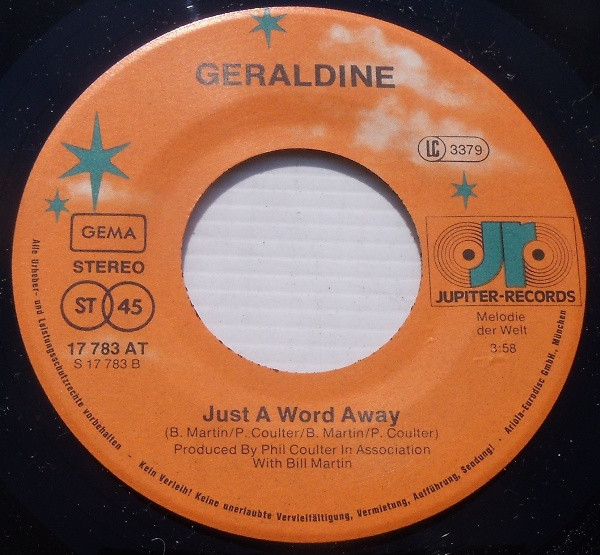 GERALDINE
LC 3379
GEMA
STEREO
ST 45
17 783 AT
S 17 783 B
JR
JUPITER-RECORDS
Melodie
der Welt
3:58
Just A Word Away
(B. Martin/P. Coulter/B. Martin/P. Coulter)
Produced By Phil Coulter In Association
With Bill Martin
Alle Urheber- und Leistungsschutzrechte vorbehalten - Kein Verleih! Keine unerlaubte Vervielfältigung, Vermietung, Aufführung, Sendung! - Ariola-Eurodisc GmbH., München